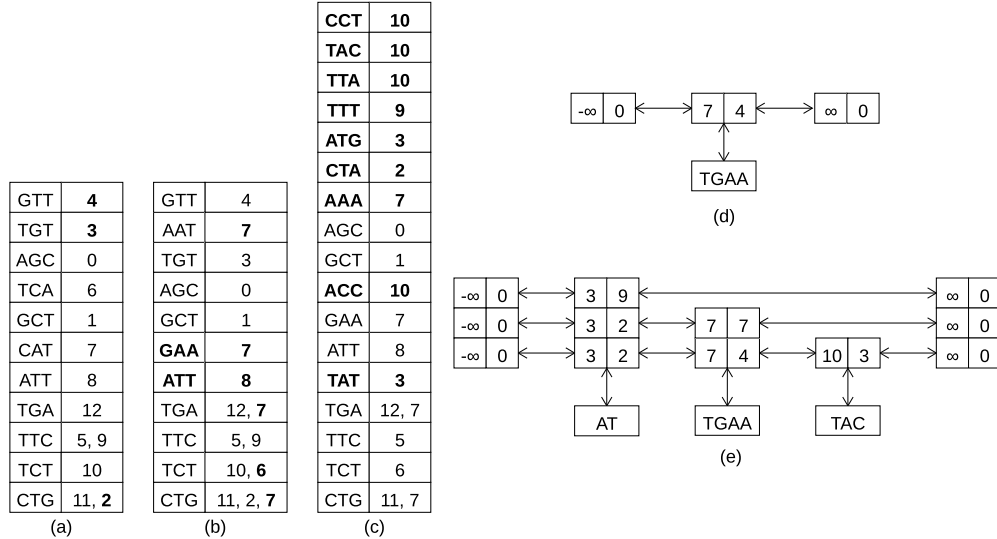 GTT 4
TGT 3
AGC 0
TCA 6
GCT 1
CAT 7
ATT 8
TGA 12
TTC 5, 9
TCT 10
CTG 11, 2
(a)
GTT 4
AAT 7
TGT 3
AGC 0
GCT 1
GAA 7
ATT 8
TGA 12, 7
TTC 5, 9
TCT 10, 6
CTG 11, 2, 7
(b)
CCT 10
TAC 10
TTA 10
TTT 9
ATG 3
CTA 2
AAA 7
AGC 0
GCT 1
ACC 10
GAA 7
ATT 8
TAT 3
TGA 12, 7
TTC 5
TCT 6
CTG 11, 7
(c)
-∞ 0 7 4 ∞ 0
TGAA
(d)
-∞ 0 3 9 ∞ 0
-∞ 0 3 2 7 7 ∞ 0
-∞ 0 3 2 7 4 10 3 ∞ 0
AT TGAA TAC
(e)